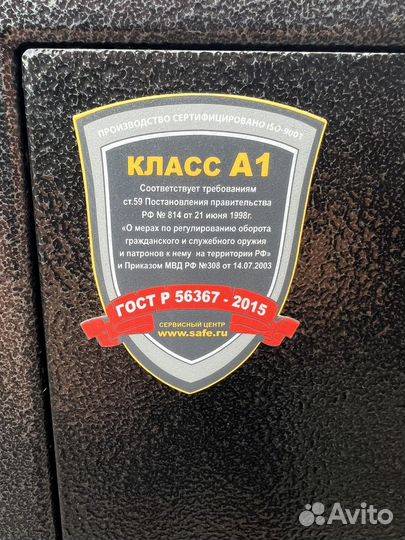 ПРОИЗВОДСТВО СЕРТИФИЦИРОВАНО ISO-9001
КЛАСС А1
Соответствует требованиям
ст.59 Постановления правительства
РФ № 814 от 21 июня 1998г.
«О мерах по регулированию оборота
гражданского и служебного оружия
и патронов к нему на территории РФ»
и Приказом МВД РФ №308 от 14.07.2003
ГОСТ Р 56367 - 2015
СЕРВИСНЫЙ ЦЕНТР
www.safe.ru
Avito